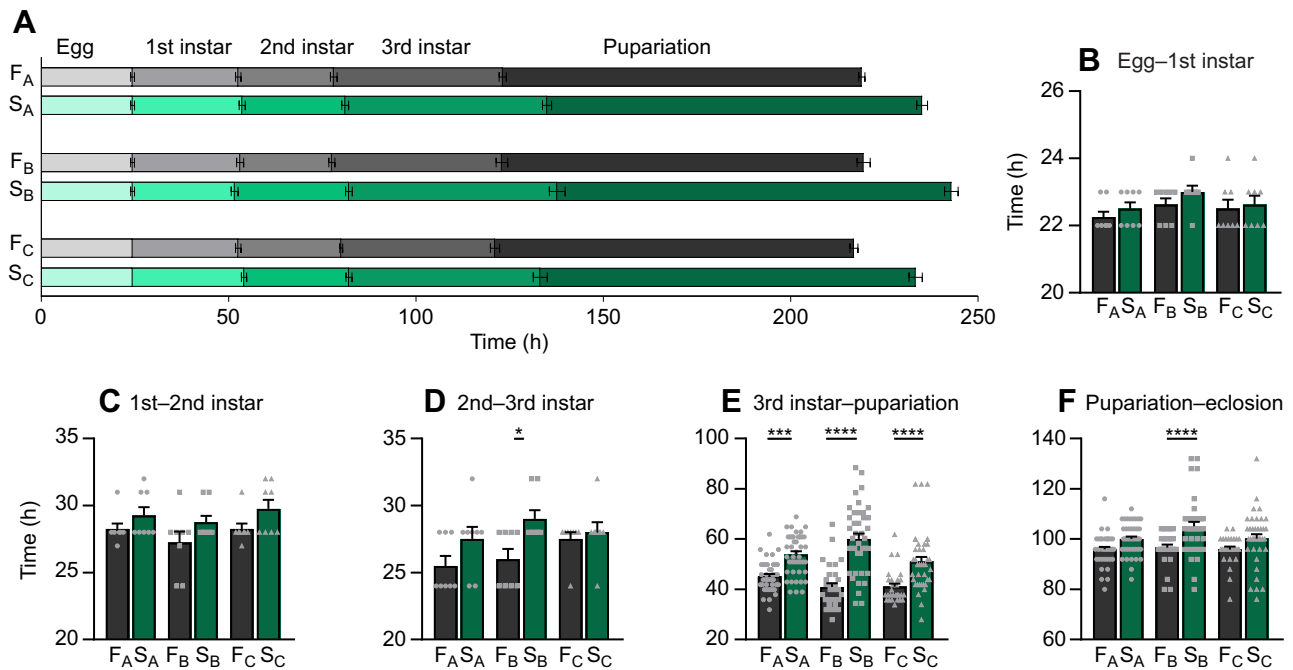 A
Egg 1st instar 2nd instar 3rd instar Pupariation
FA
SA
FB
SB
FC
SC
0 50 100 150 200 250
Time (h)
B Egg–1st instar
Time (h)
26
24
22
20
FA SA FB SB FC SC
C 1st–2nd instar
Time (h)
35
30
25
20
FA SA FB SB FC SC
D 2nd–3rd instar
35
30
25
20
*
FA SA FB SB FC SC
E 3rd instar–pupariation
100
80
60
40
20
*** **** ****
FA SA FB SB FC SC
F Pupariation–eclosion
140
120
100
80
60
****
FA SA FB SB FC SC